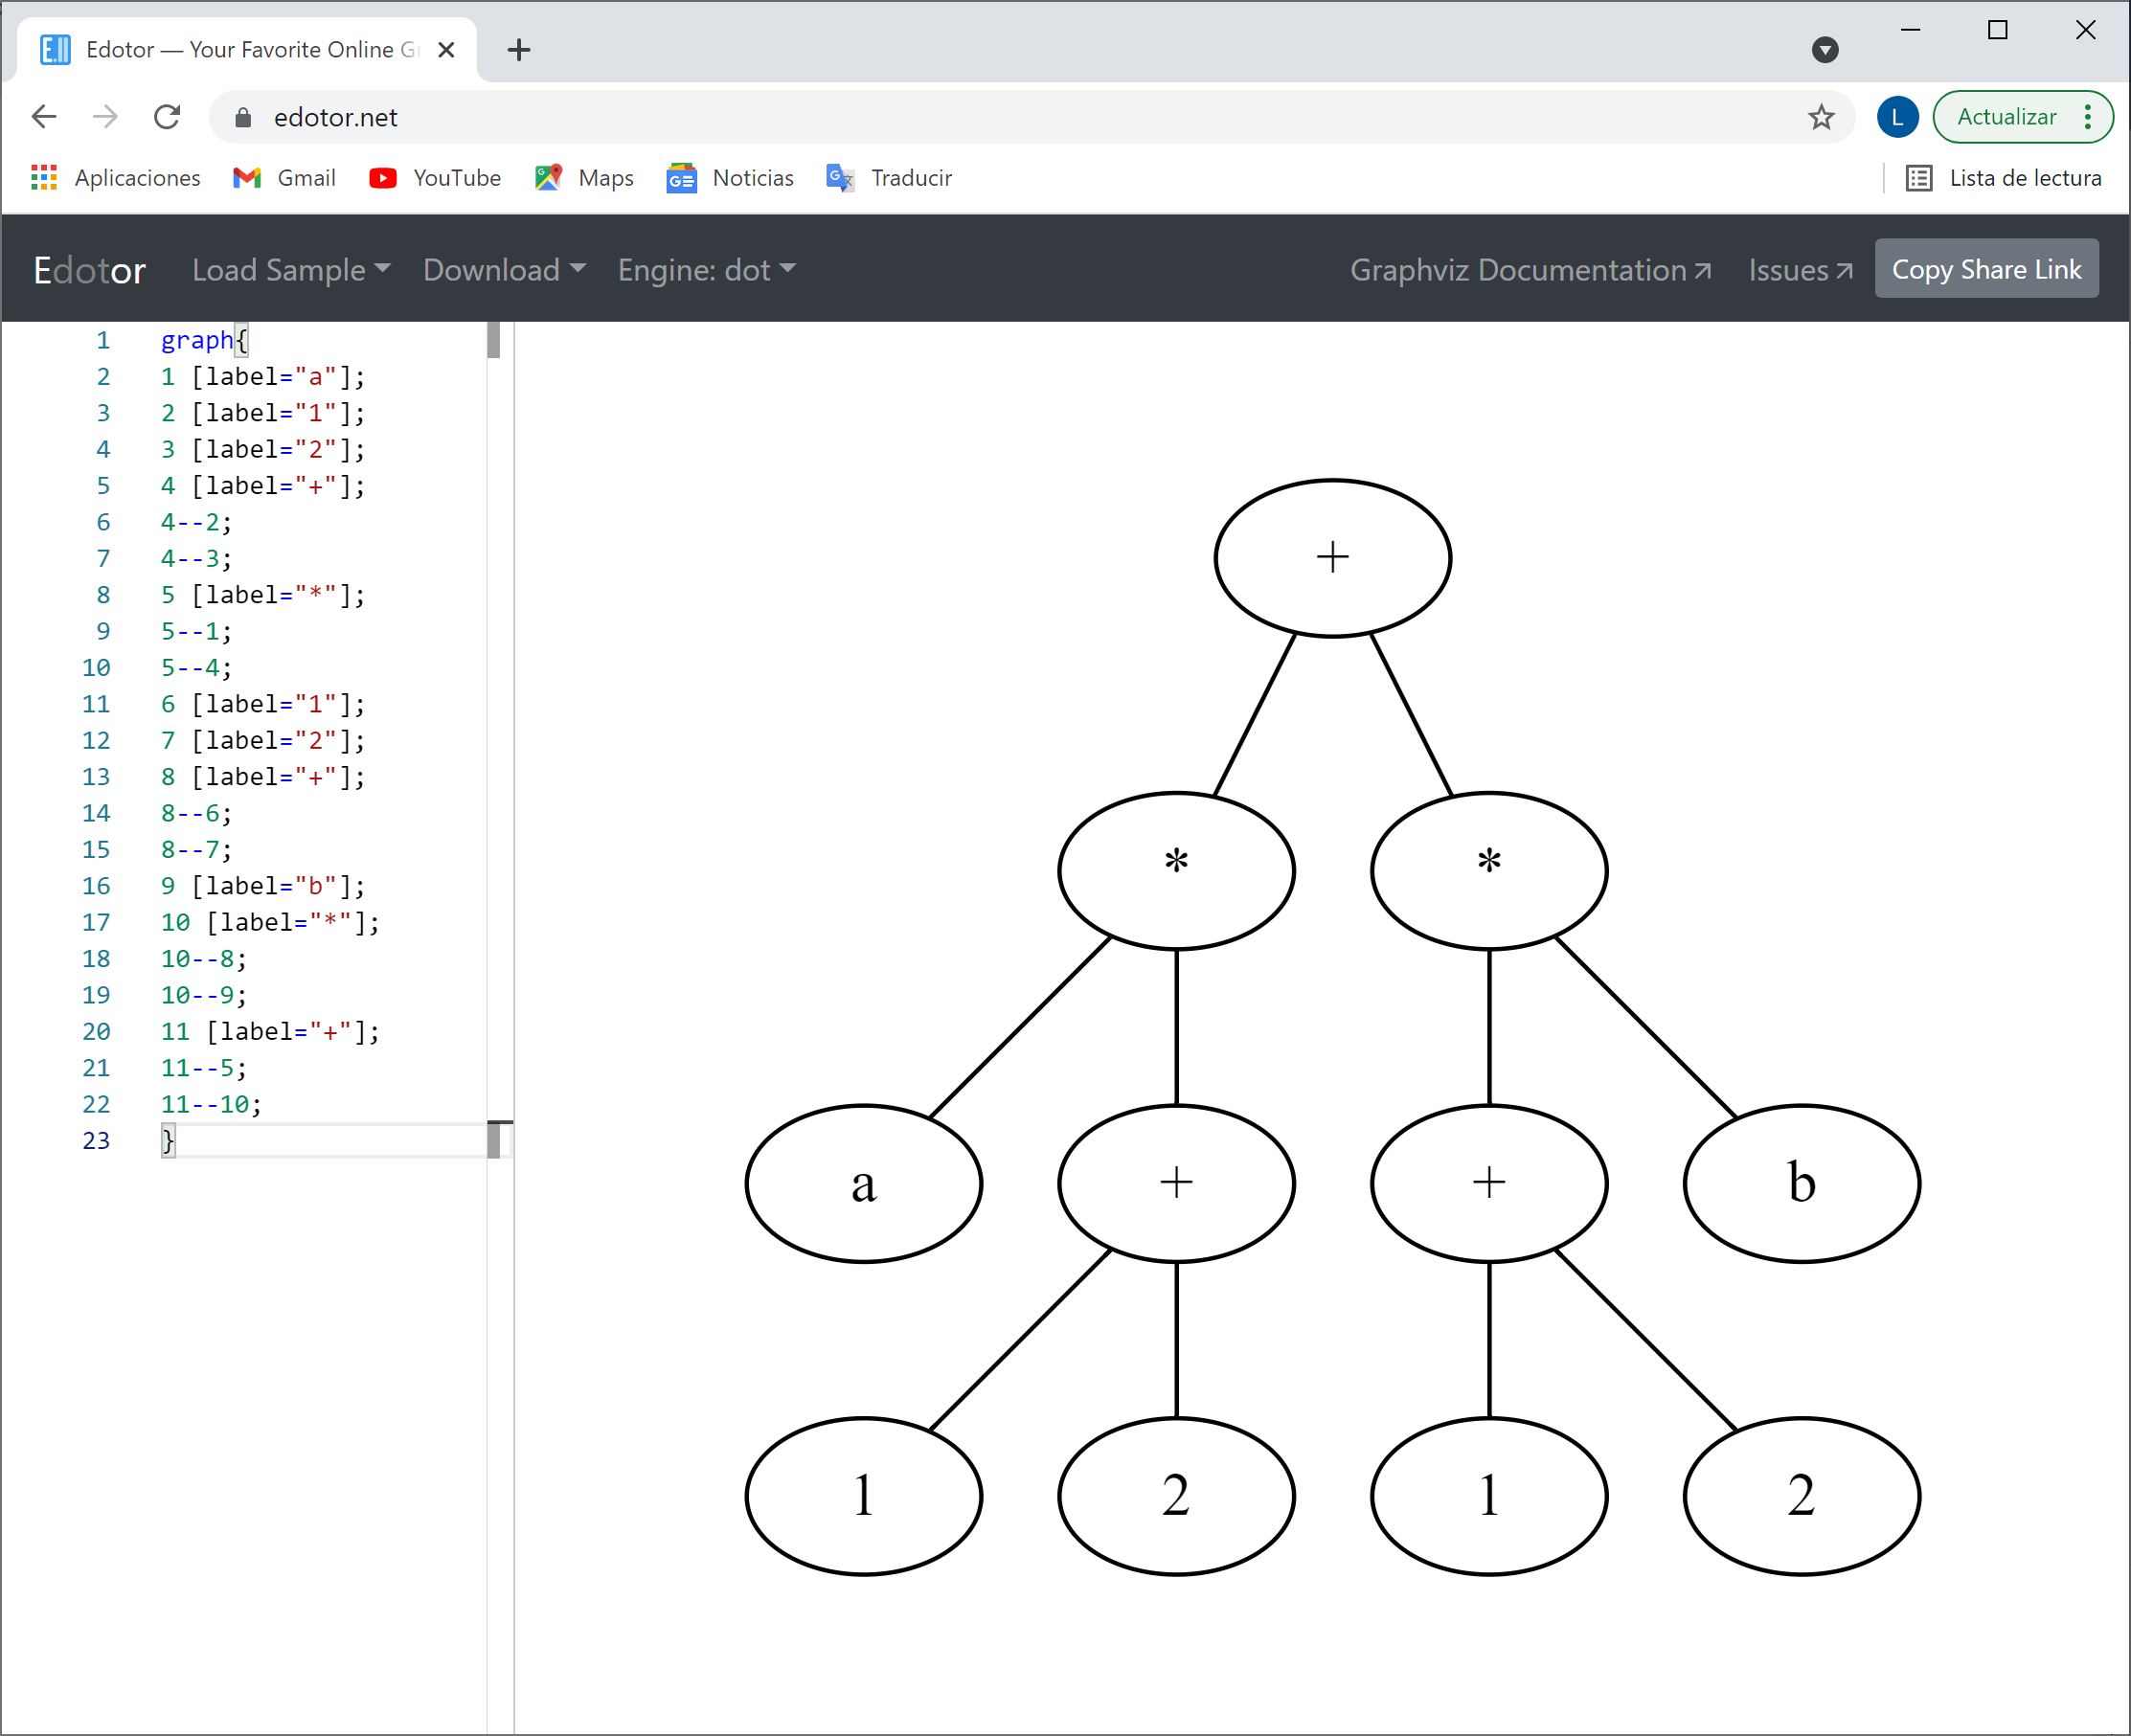 Edotor — Your Favorite Online G
edotor.net
L
Actualizar
Aplicaciones Gmail YouTube Maps Noticias Traducir Lista de lectura
Edotor Load Sample Download Engine: dot Graphviz Documentation Issues Copy Share Link
1 graph{
2 1 [label="a"];
3 2 [label="1"];
4 3 [label="2"];
5 4 [label="+"];
6 4--2;
7 4--3;
8 5 [label="*"];
9 5--1;
10 5--4;
11 6 [label="1"];
12 7 [label="2"];
13 8 [label="+"];
14 8--6;
15 8--7;
16 9 [label="b"];
17 10 [label="*"];
18 10--8;
19 10--9;
20 11 [label="+"];
21 11--5;
22 11--10;
23 }
+
* *
a + + b
1 2 1 2